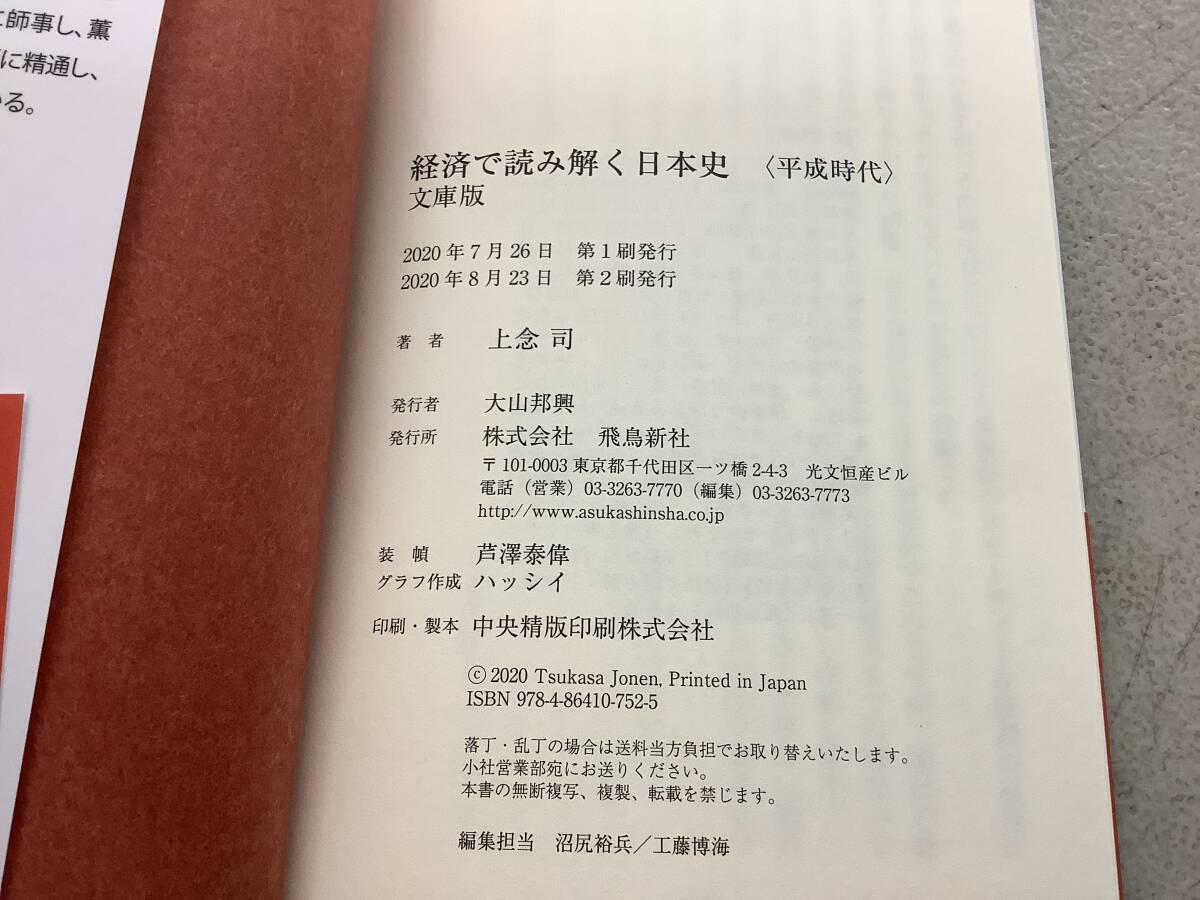 に師事し、薫
に精通し、
いる。
経済で読み解く日本史 〈平成時代〉
文庫版
2020年7月26日 第1刷発行
2020年8月23日 第2刷発行
著 者 上念 司
発行者 大山邦興
発行所 株式会社 飛鳥新社
〒101-0003 東京都千代田区一ツ橋2-4-3 光文恒産ビル
電話（営業）03-3263-7770（編集）03-3263-7773
http://www.asukashinsha.co.jp
装 幀 芦澤泰偉
グラフ作成 ハッシイ
印刷・製本 中央精版印刷株式会社
© 2020 Tsukasa Jonen, Printed in Japan
ISBN 978-4-86410-752-5
落丁・乱丁の場合は送料当方負担でお取り替えいたします。
小社営業部宛にお送りください。
本書の無断複写、複製、転載を禁じます。
編集担当 沼尻裕兵／工藤博海